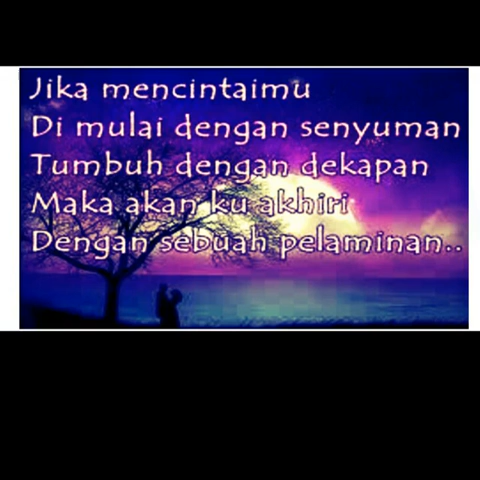 Jika mencintaimu
Di mulai dengan senyuman
Tumbuh dengan dekapan
Maka akan ku akhiri
Dengan sebuah pelaminan..